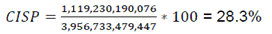 CISP = 1,119,230,190,076 / 3,956,733,479,447 * 100 = 28.3%